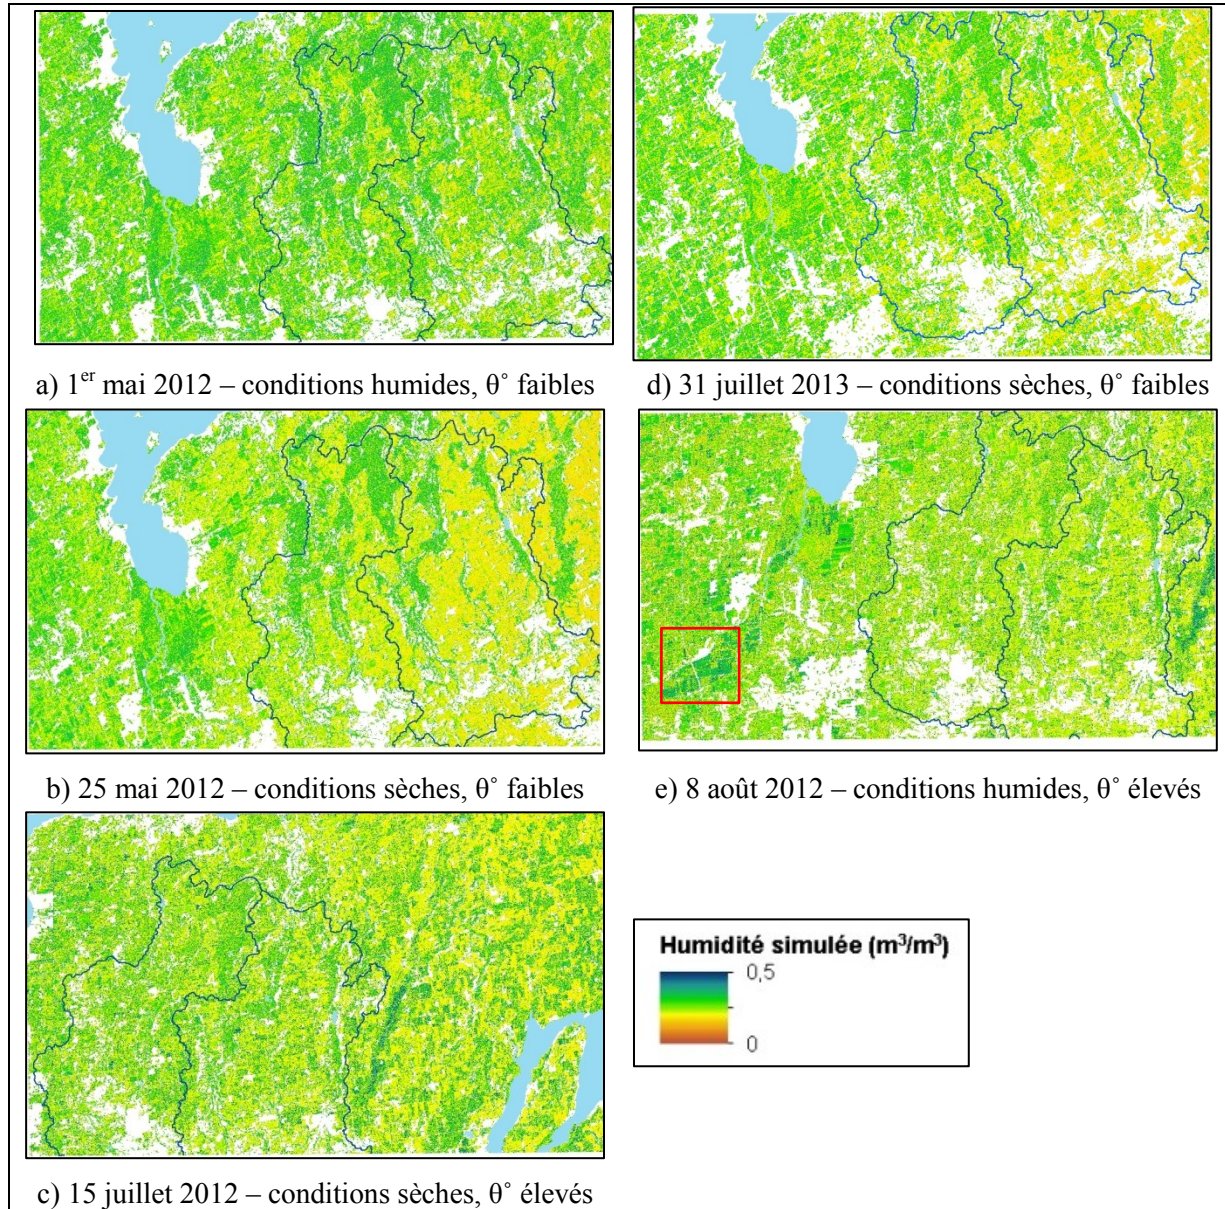 a) 1er mai 2012 – conditions humides, θ° faibles
d) 31 juillet 2013 – conditions sèches, θ° faibles
b) 25 mai 2012 – conditions sèches, θ° faibles
e) 8 août 2012 – conditions humides, θ° élevés
c) 15 juillet 2012 – conditions sèches, θ° élevés
Humidité simulée (m³/m³)
0,5
0